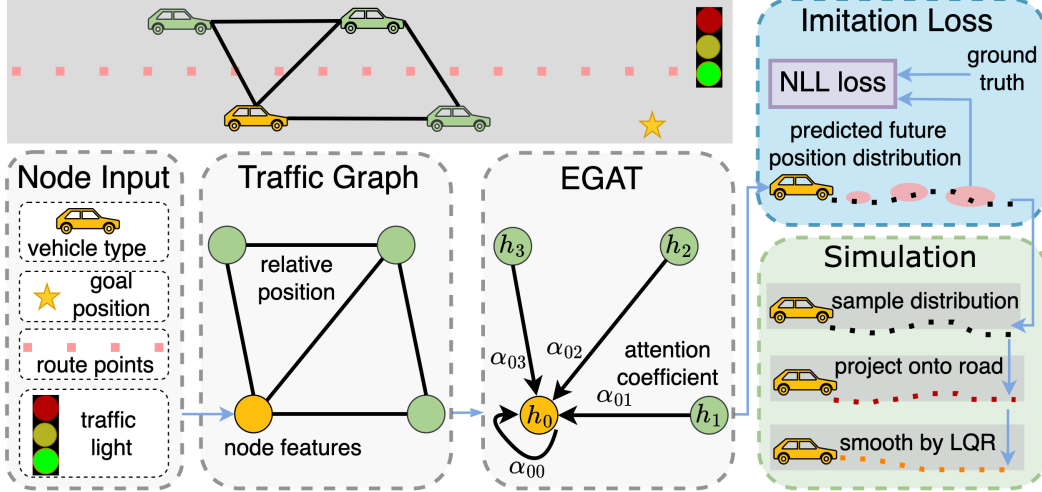 Node Input
vehicle type
goal
position
route points
traffic
light
Traffic Graph
relative
position
node features
EGAT
h₃
h₂
α₀₃
α₀₂
attention
coefficient
α₀₁
h₀
h₁
α₀₀
Imitation Loss
NLL loss
ground
truth
predicted future
position distribution
Simulation
sample distribution
project onto road
smooth by LQR